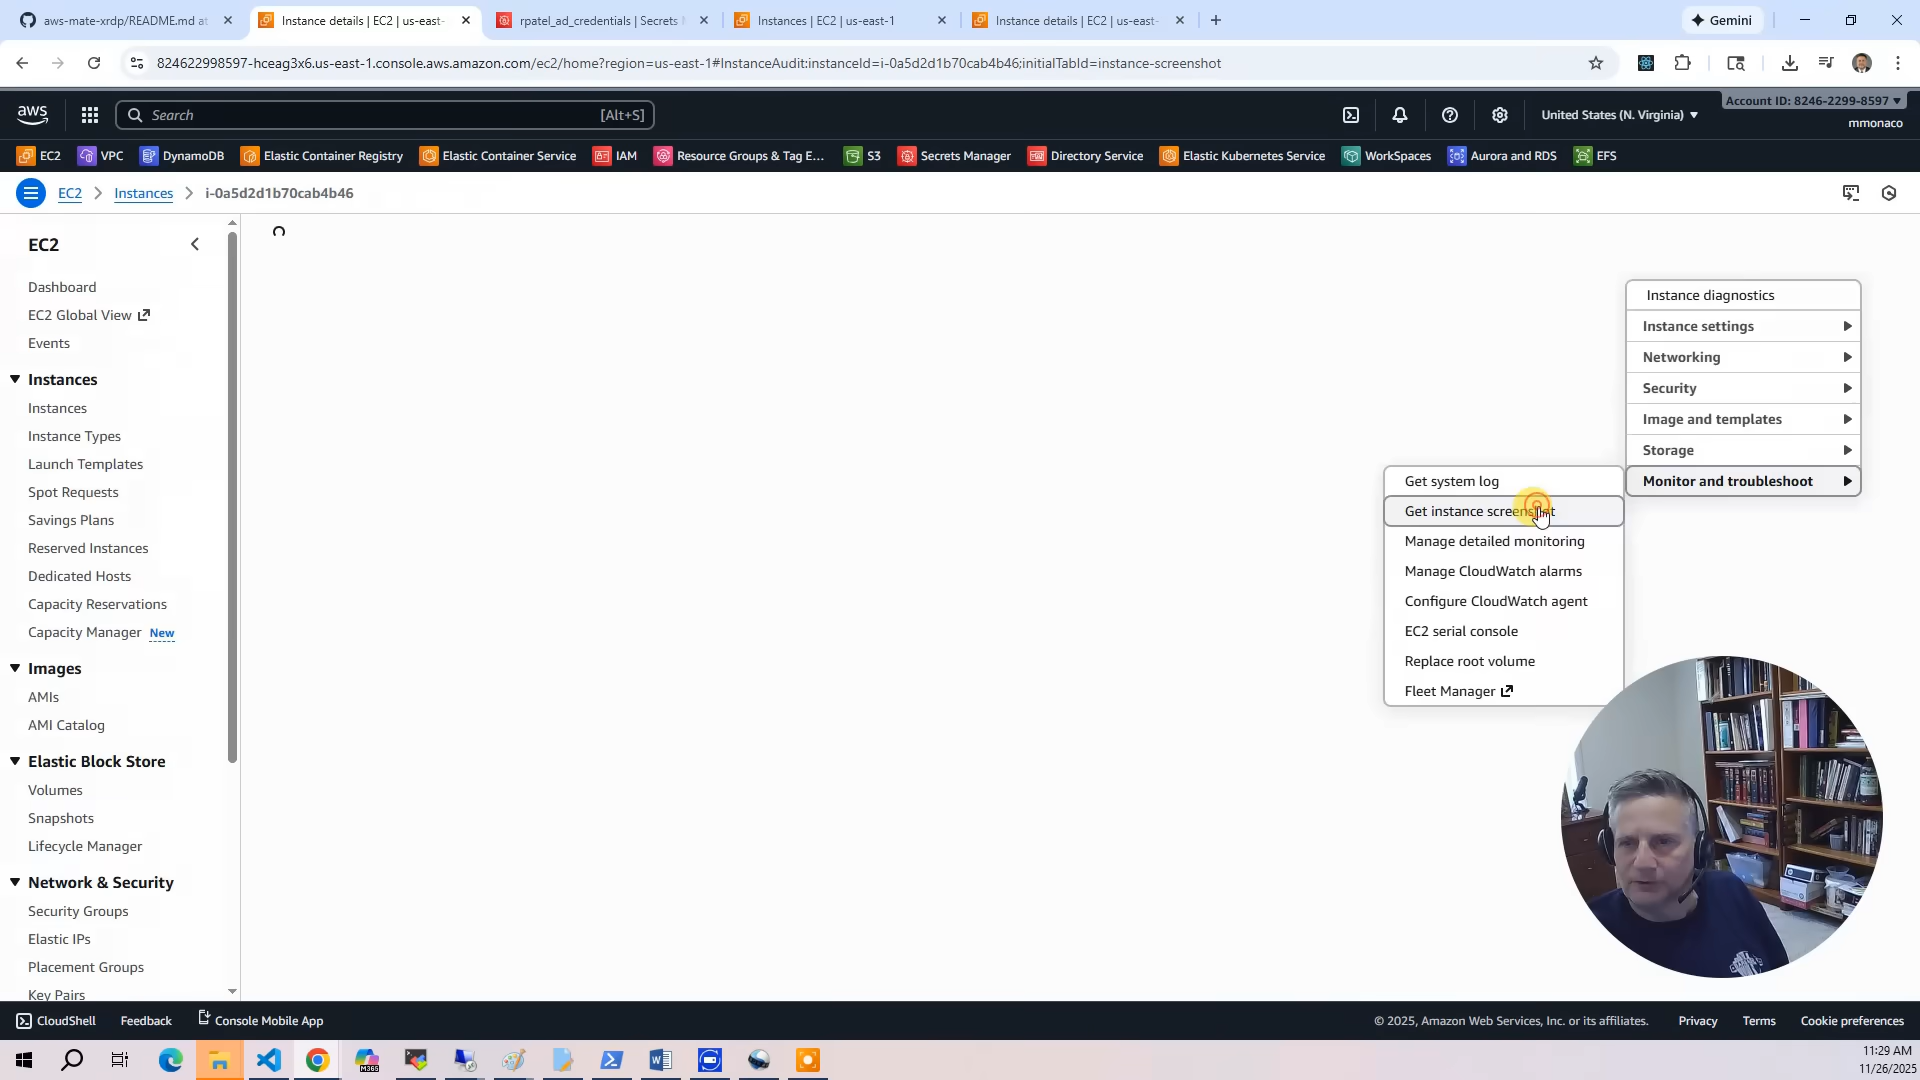 aws-mate-xrdp/README.md at
Instance details | EC2 | us-east-
rpatel_ad_credentials | Secrets
Instances | EC2 | us-east-1
Instance details | EC2 | us-east-
Gemini
824622998597-hceag3x6.us-east-1.console.aws.amazon.com/ec2/home?region=us-east-1#InstanceAudit:instanceId=i-0a5d2d1b70cab4b46;initialTabId=instance-screenshot
aws
Search
[Alt+S]
United States (N. Virginia)
Account ID: 8246-2299-8597
mmonaco
EC2
VPC
DynamoDB
Elastic Container Registry
Elastic Container Service
IAM
Resource Groups & Tag E...
S3
Secrets Manager
Directory Service
Elastic Kubernetes Service
WorkSpaces
Aurora and RDS
EFS
EC2
Instances
i-0a5d2d1b70cab4b46
EC2
Dashboard
EC2 Global View
Events
Instances
Instances
Instance Types
Launch Templates
Spot Requests
Savings Plans
Reserved Instances
Dedicated Hosts
Capacity Reservations
Capacity Manager New
Images
AMIs
AMI Catalog
Elastic Block Store
Volumes
Snapshots
Lifecycle Manager
Network & Security
Security Groups
Elastic IPs
Placement Groups
Key Pairs
Instance diagnostics
Instance settings
Networking
Security
Image and templates
Storage
Monitor and troubleshoot
Get system log
Get instance screenshot
Manage detailed monitoring
Manage CloudWatch alarms
Configure CloudWatch agent
EC2 serial console
Replace root volume
Fleet Manager
CloudShell
Feedback
Console Mobile App
© 2025, Amazon Web Services, Inc. or its affiliates.
Privacy
Terms
Cookie preferences
M365
11:29 AM
11/26/2025